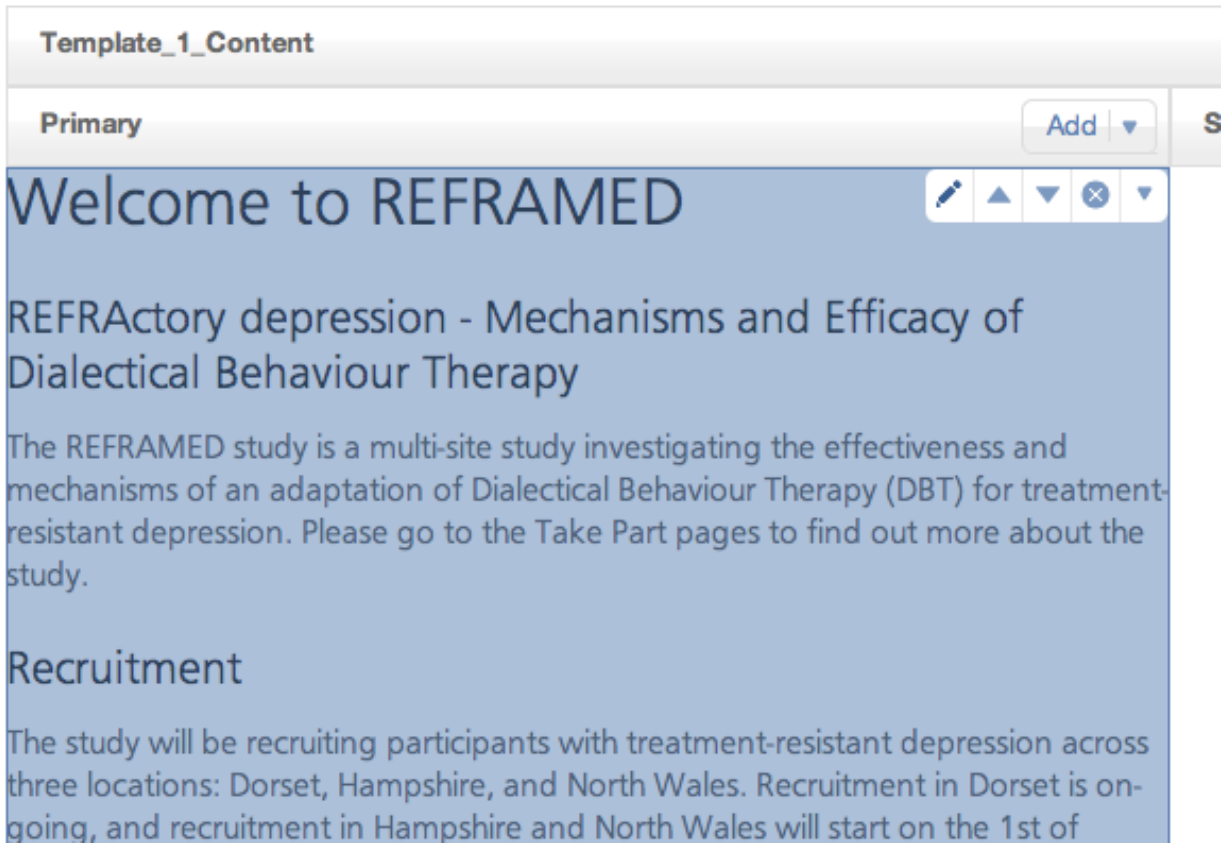 Template_1_Content
Primary
Add
S
Welcome to REFRAMED
REFRActory depression - Mechanisms and Efficacy of
Dialectical Behaviour Therapy
The REFRAMED study is a multi-site study investigating the effectiveness and
mechanisms of an adaptation of Dialectical Behaviour Therapy (DBT) for treatment-
resistant depression. Please go to the Take Part pages to find out more about the
study.
Recruitment
The study will be recruiting participants with treatment-resistant depression across
three locations: Dorset, Hampshire, and North Wales. Recruitment in Dorset is on-
going, and recruitment in Hampshire and North Wales will start on the 1st of